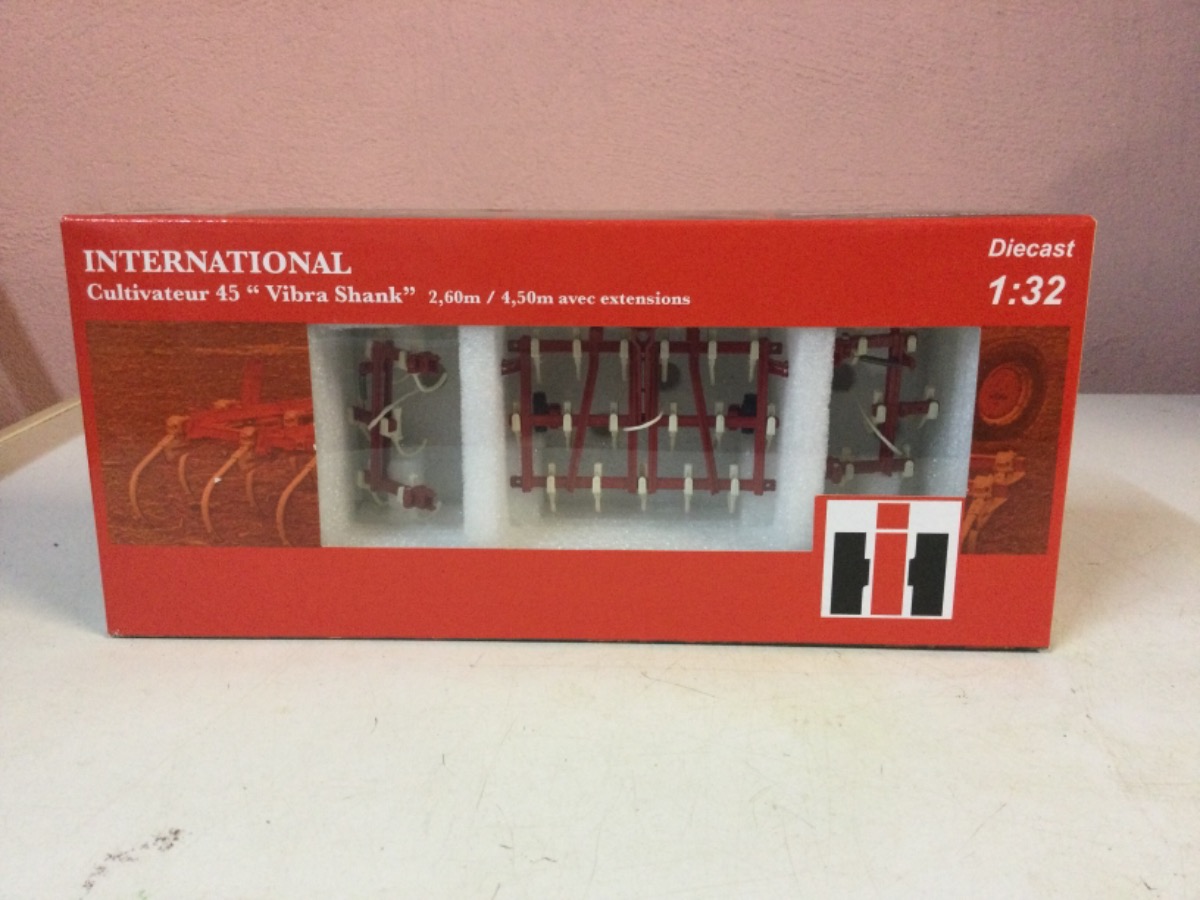 INTERNATIONAL
Cultivateur 45 “ Vibra Shank” 2,60m / 4,50m avec extensions
Diecast
1:32